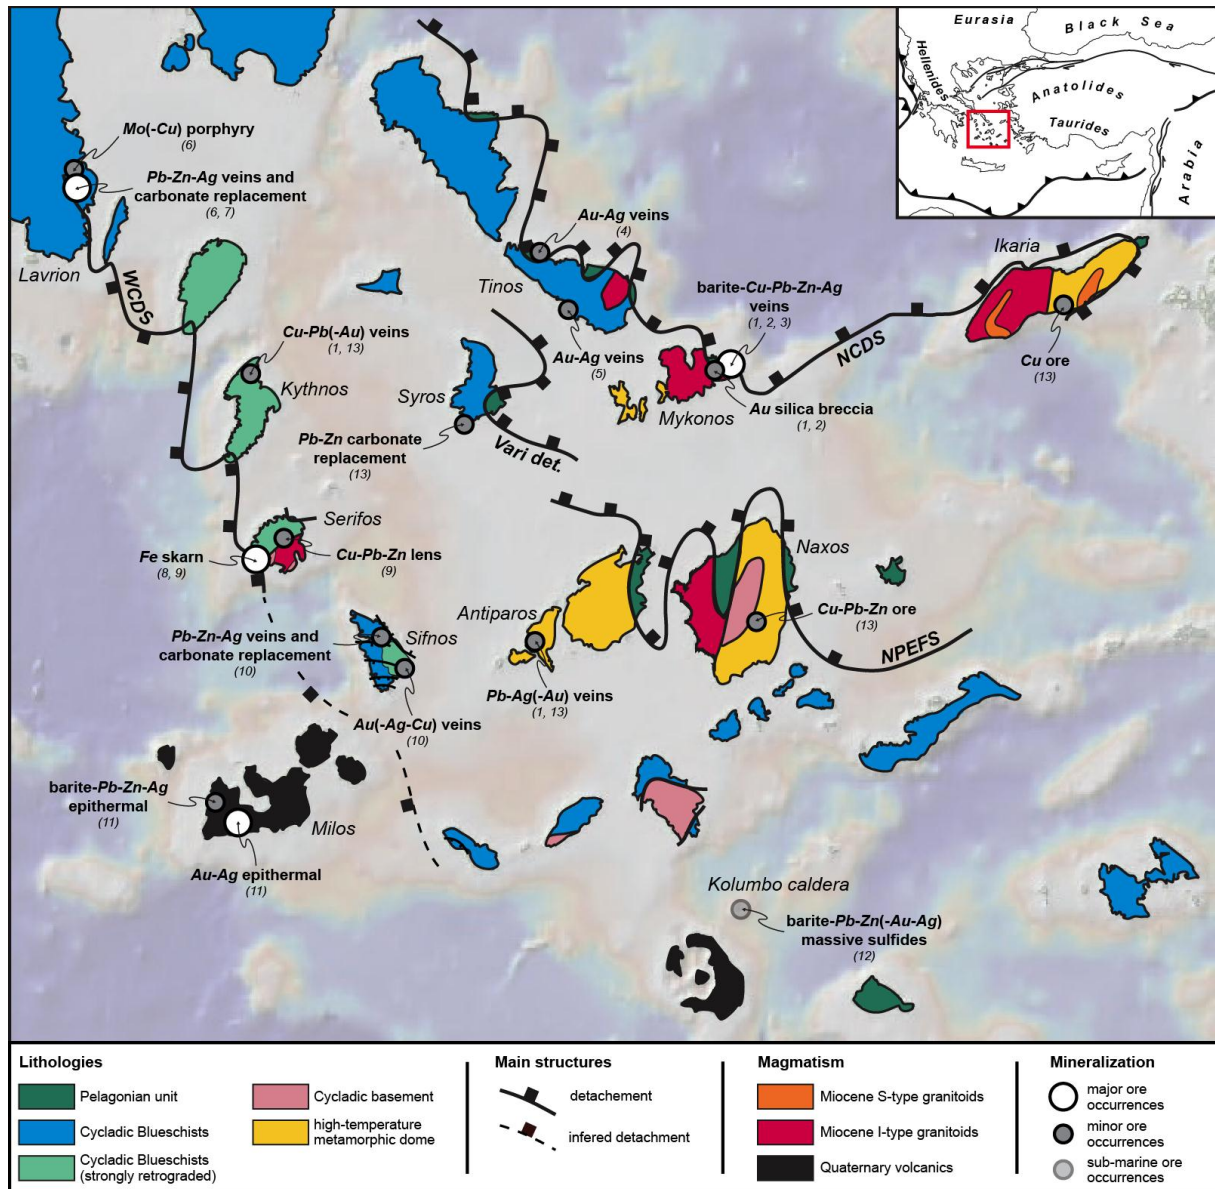 Eurasia
Black Sea
Hellenides
Anatolides
Taurides
Arabia
Mo(-Cu) porphyry
(6)
Pb-Zn-Ag veins and
carbonate replacement
(6, 7)
Lavrion
WCDS
Au-Ag veins
(4)
Tinos
Ikaria
barite-Cu-Pb-Zn-Ag
veins
(1, 2, 3)
Cu-Pb(-Au) veins
(1, 13)
Kythnos
Au-Ag veins
(5)
NCDS
Cu ore
(13)
Syros
Mykonos
Au silica breccia
(1, 2)
Pb-Zn carbonate
replacement
(13)
Vari det.
Serifos
Fe skarn
(8, 9)
Cu-Pb-Zn lens
(9)
Naxos
Antiparos
Cu-Pb-Zn ore
(13)
Pb-Zn-Ag veins and
carbonate replacement
(10)
Sifnos
NPEFS
Pb-Ag(-Au) veins
(1, 13)
Au(-Ag-Cu) veins
(10)
barite-Pb-Zn-Ag
epithermal
(11)
Milos
Au-Ag epithermal
(11)
Kolumbo caldera
barite-Pb-Zn(-Au-Ag)
massive sulfides
(12)
Lithologies
Pelagonian unit
Cycladic Blueschists
Cycladic Blueschists
(strongly retrograded)
Cycladic basement
high-temperature
metamorphic dome
Main structures
detachement
infered detachment
Magmatism
Miocene S-type granitoids
Miocene I-type granitoids
Quaternary volcanics
Mineralization
major ore
occurrences
minor ore
occurrences
sub-marine ore
occurrences